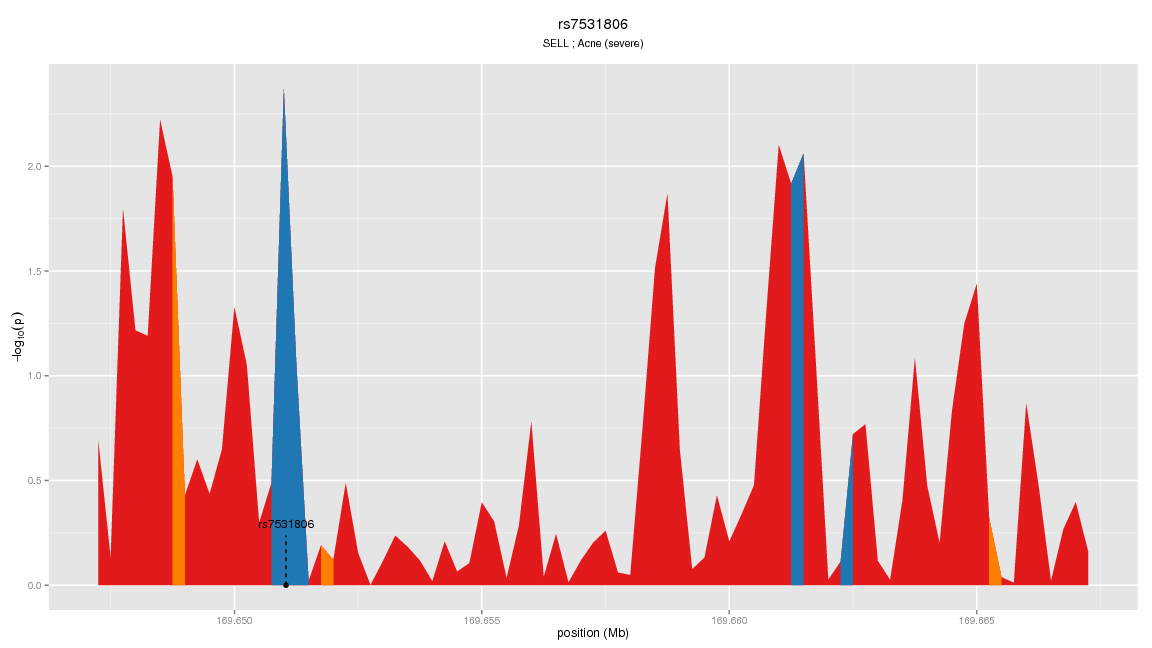 rs7531806
SELL ; Acne (severe)
−log10(p)
2.0
1.5
1.0
0.5
0.0
rs7531806
169.650 169.655 169.660 169.665
position (Mb)